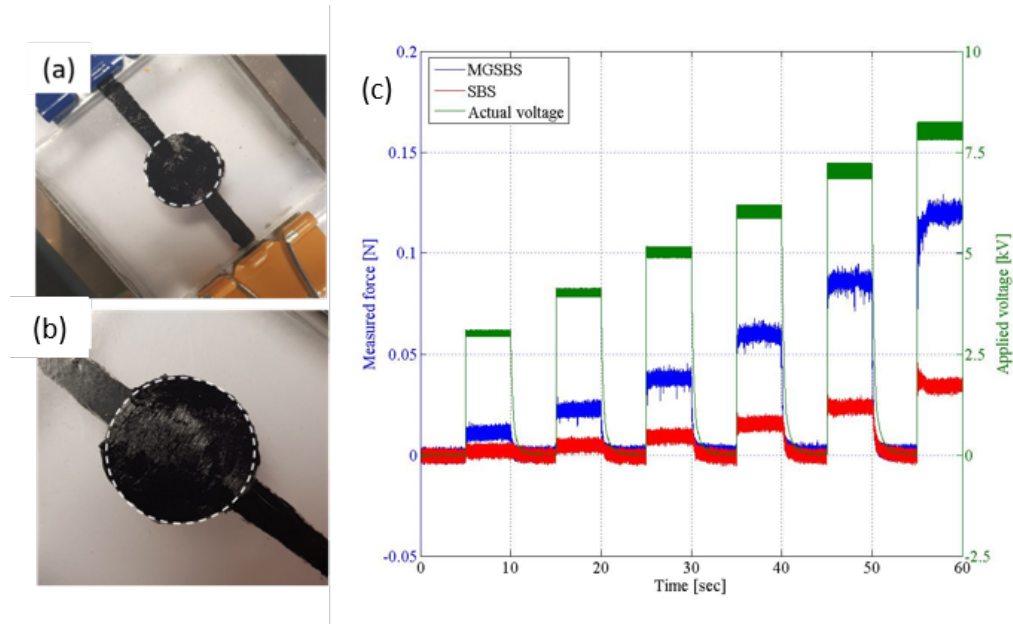 (a)
(b)
(c)
MGSBS
SBS
Actual voltage
Measured force [N]
0.2
0.15
0.1
0.05
0
-0.05
Applied voltage [kV]
10
7.5
5
2.5
0
-2.5
0 10 20 30 40 50 60
Time [sec]